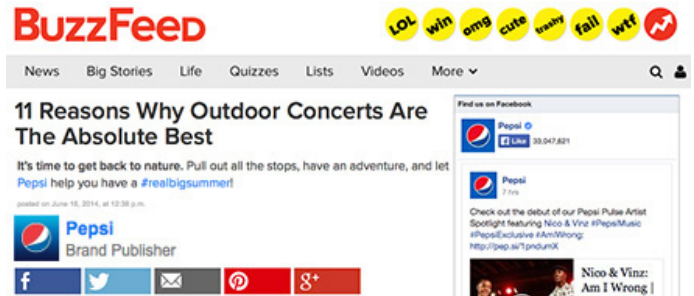 BuzzFeed
LOL win omg cute trashy fail wtf
News Big Stories Life Quizzes Lists Videos More
11 Reasons Why Outdoor Concerts Are
The Absolute Best
It's time to get back to nature. Pull out all the stops, have an adventure, and let
Pepsi help you have a #realbigsummer!
posted on June 16, 2014, at 12:38 p.m.
Pepsi
Brand Publisher
f
8+
Find us on Facebook
Pepsi
Like 33,047,821
Pepsi
7 hrs
Check out the debut of our Pepsi Pulse Artist
Spotlight featuring Nico & Vinz #PepsiMusic
#PepsiExclusive #AmIWrong:
http://pep.si/1pndumX
Nico & Vinz:
Am I Wrong |